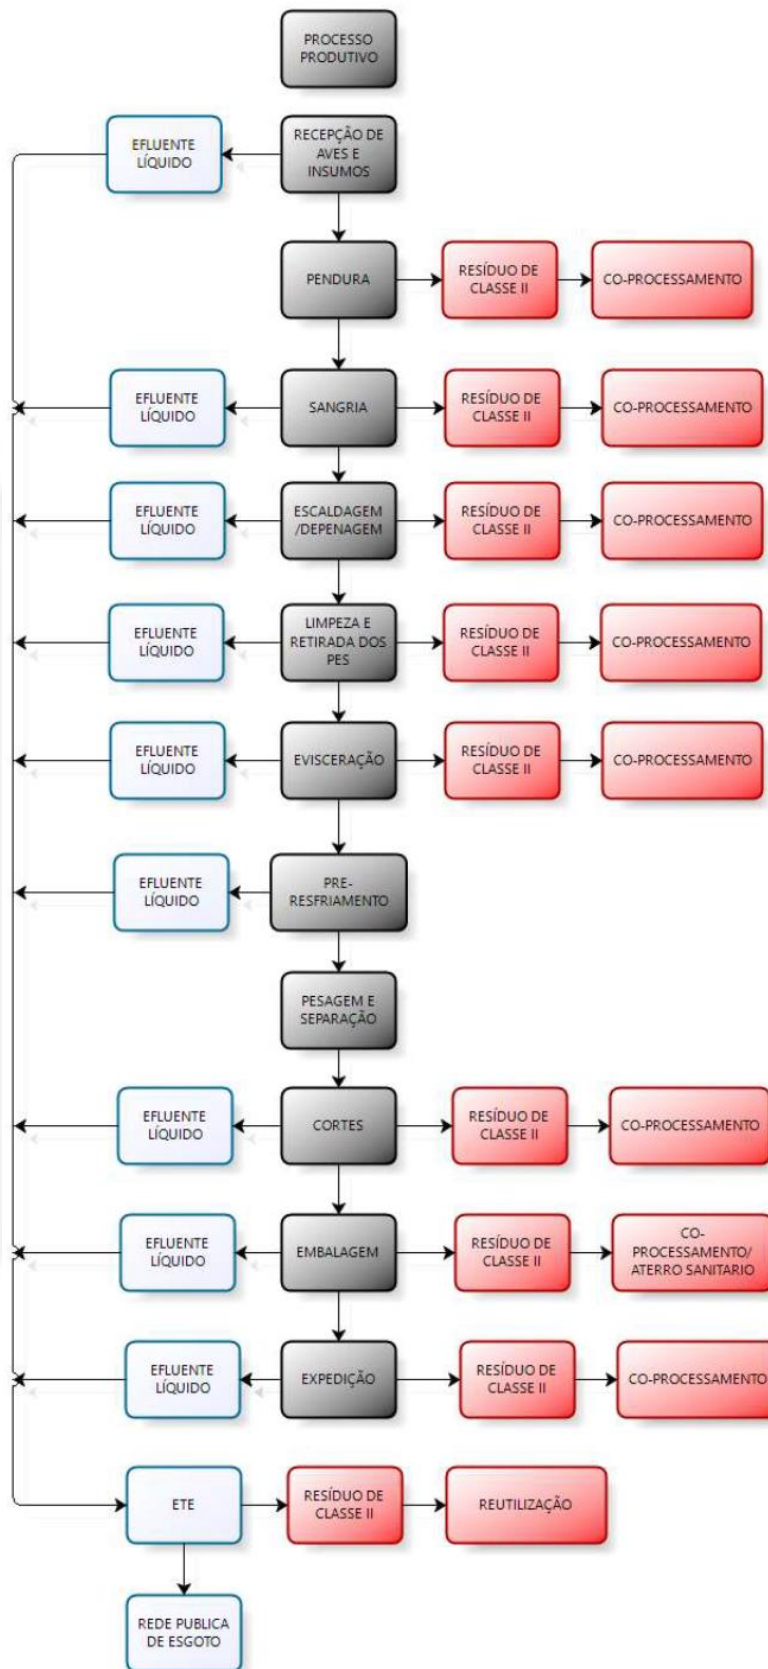 PROCESSO
PRODUTIVO
EFLUENTE
LÍQUIDO
RECEPÇÃO DE
AVES E
INSUMOS
PENDURA
RESÍDUO DE
CLASSE II
CO-PROCESSAMENTO
EFLUENTE
LÍQUIDO
SANGRIA
RESÍDUO DE
CLASSE II
CO-PROCESSAMENTO
EFLUENTE
LÍQUIDO
ESCALDAGEM
/DEPENAGEM
RESÍDUO DE
CLASSE II
CO-PROCESSAMENTO
EFLUENTE
LÍQUIDO
LIMPEZA E
RETIRADA DOS
PES
RESÍDUO DE
CLASSE II
CO-PROCESSAMENTO
EFLUENTE
LÍQUIDO
EVISCERAÇÃO
RESÍDUO DE
CLASSE II
CO-PROCESSAMENTO
EFLUENTE
LÍQUIDO
PRE-
RESFRIAMENTO
PESAGEM E
SEPARAÇÃO
EFLUENTE
LÍQUIDO
CORTES
RESÍDUO DE
CLASSE II
CO-PROCESSAMENTO
EFLUENTE
LÍQUIDO
EMBALAGEM
RESÍDUO DE
CLASSE II
CO-
PROCESSAMENTO/
ATERRO SANITARIO
EFLUENTE
LÍQUIDO
EXPEDIÇÃO
RESÍDUO DE
CLASSE II
CO-PROCESSAMENTO
ETE
RESÍDUO DE
CLASSE II
REUTILIZAÇÃO
REDE PUBLICA
DE ESGOTO